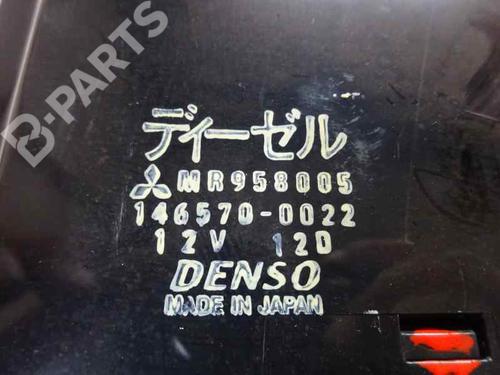 B-PARTS
ディーゼル
MR958005
146570-0022
12V 120
DENSO
MADE IN JAPAN